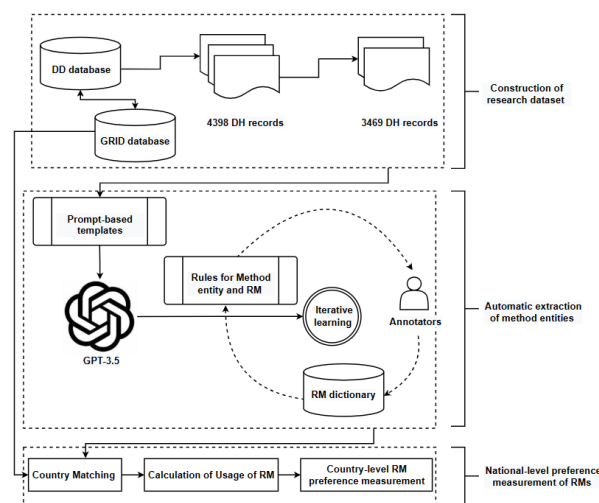 DD database
GRID database
4398 DH records
3469 DH records
Construction of
research dataset
Prompt-based
templates
GPT-3.5
Rules for Method
entity and RM
Iterative
learning
Annotators
RM dictionary
Automatic extraction
of method entities
Country Matching
Calculation of Usage of RM
Country-level RM
preference measurement
National-level preference
measurement of RMs